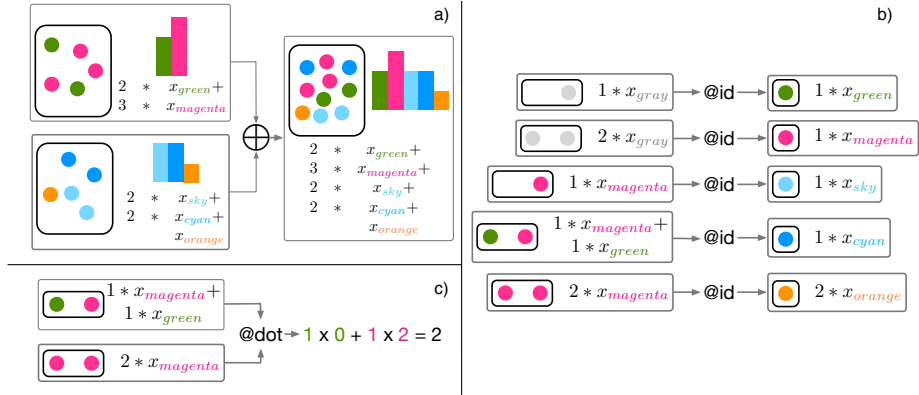 a)
2 * x_green+
3 * x_magenta
2 * x_sky+
2 * x_cyan+
x_orange
⊕
2 * x_green+
3 * x_magenta+
2 * x_sky+
2 * x_cyan+
x_orange
b)
1 * x_gray @id 1 * x_green
2 * x_gray @id 1 * x_magenta
1 * x_magenta @id 1 * x_sky
1 * x_magenta+
1 * x_green @id 1 * x_cyan
2 * x_magenta @id 2 * x_orange
c)
1 * x_magenta+
1 * x_green
@dot 1 x 0 + 1 x 2 = 2
2 * x_magenta